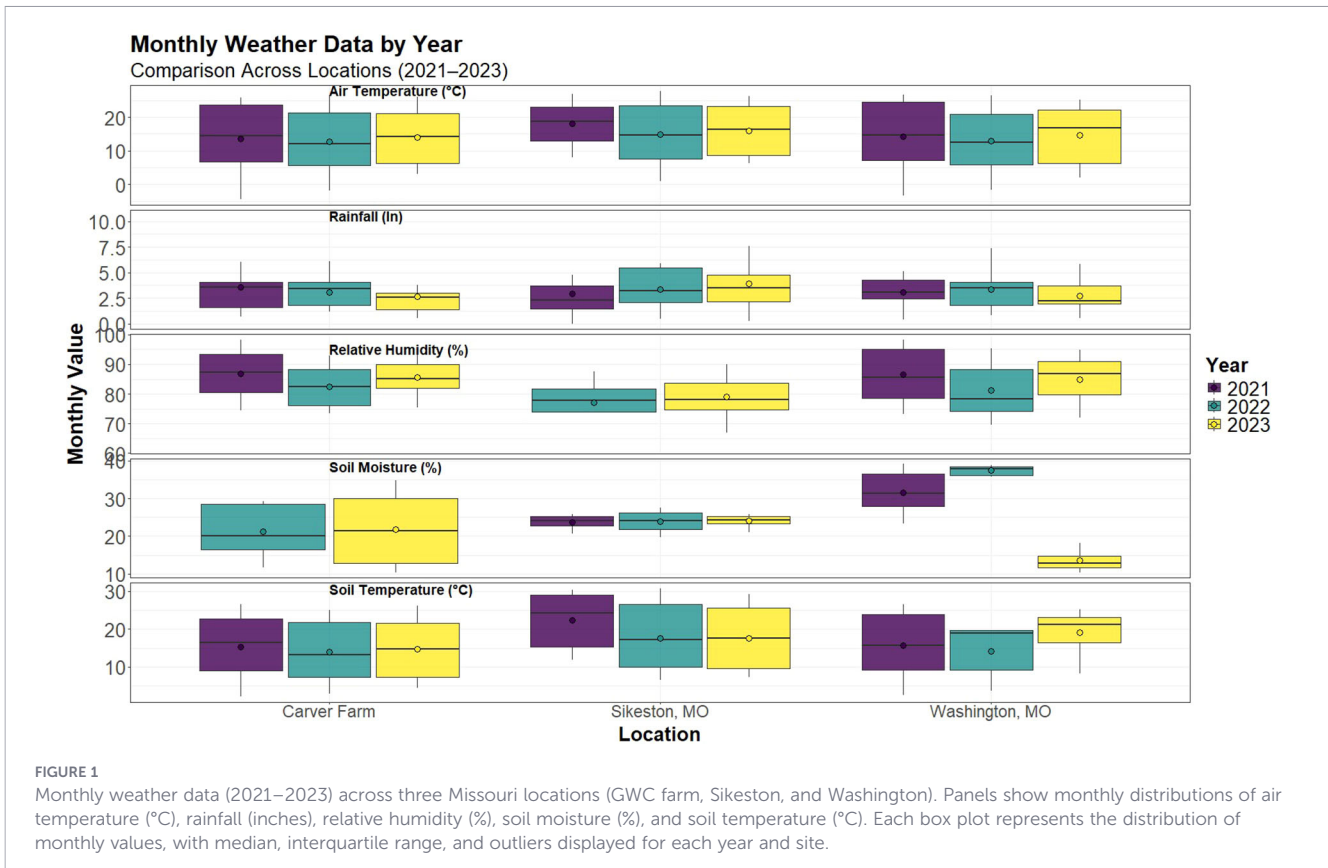 Monthly Weather Data by Year
Comparison Across Locations (2021–2023)
Air Temperature (°C)
20
10
0
Rainfall (In)
10.0
7.5
5.0
2.5
0.0
Relative Humidity (%)
100
90
80
70
60
Soil Moisture (%)
40
30
20
10
Soil Temperature (°C)
30
20
10
Monthly Value
Carver Farm
Sikeston, MO
Washington, MO
Location
Year
2021
2022
2023
FIGURE 1
Monthly weather data (2021–2023) across three Missouri locations (GWC farm, Sikeston, and Washington). Panels show monthly distributions of air
temperature (°C), rainfall (inches), relative humidity (%), soil moisture (%), and soil temperature (°C). Each box plot represents the distribution of
monthly values, with median, interquartile range, and outliers displayed for each year and site.